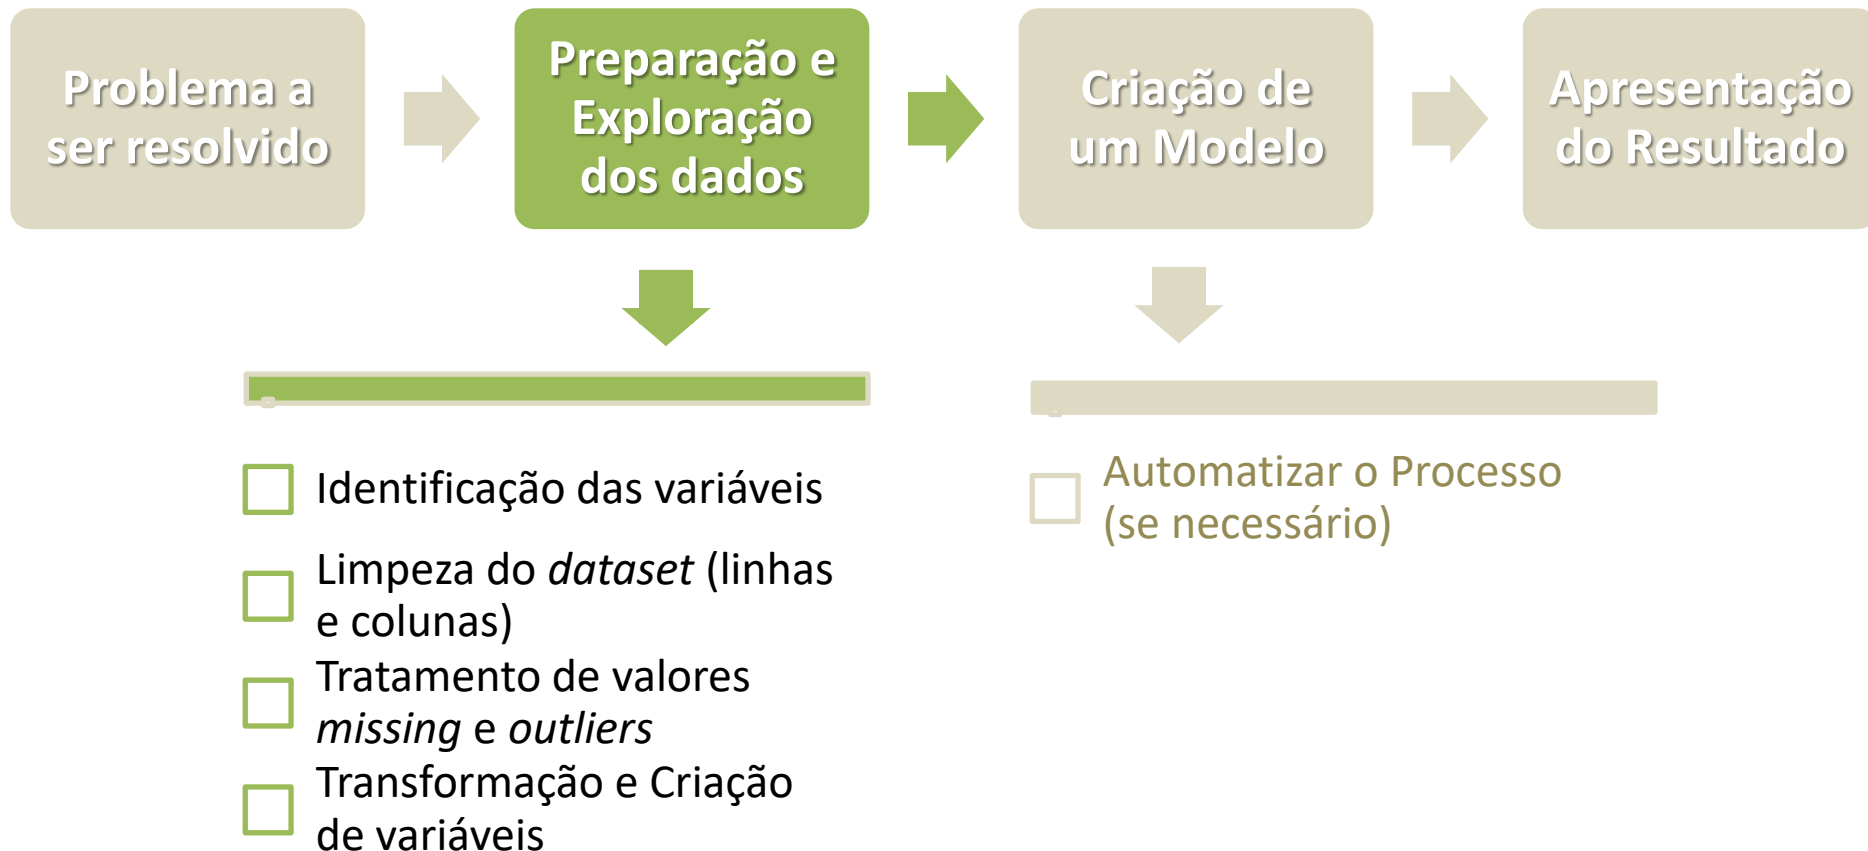 Problema a
ser resolvido
Preparação e
Exploração
dos dados
Criação de
um Modelo
Apresentação
do Resultado
Identificação das variáveis
Limpeza do dataset (linhas
e colunas)
Tratamento de valores
missing e outliers
Transformação e Criação
de variáveis
Automatizar o Processo
(se necessário)